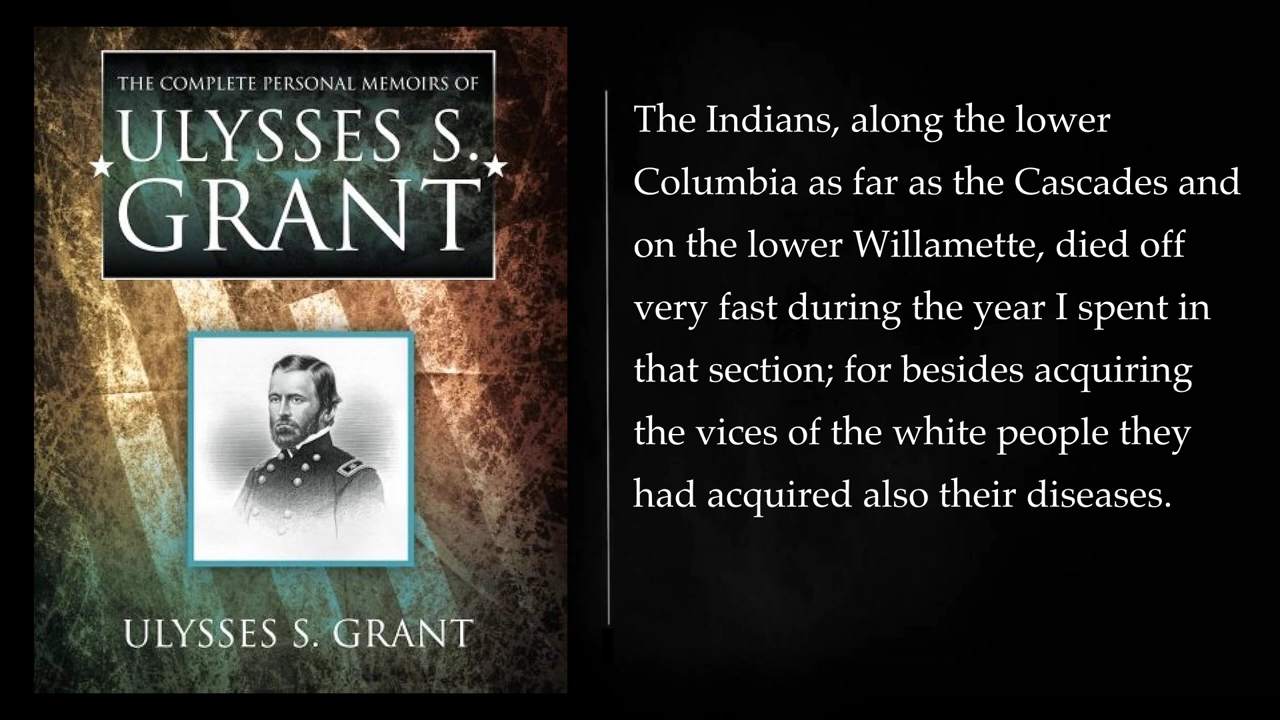 THE COMPLETE PERSONAL MEMOIRS OF
ULYSSES S.
GRANT
ULYSSES S. GRANT
The Indians, along the lower
Columbia as far as the Cascades and
on the lower Willamette, died off
very fast during the year I spent in
that section; for besides acquiring
the vices of the white people they
had acquired also their diseases.